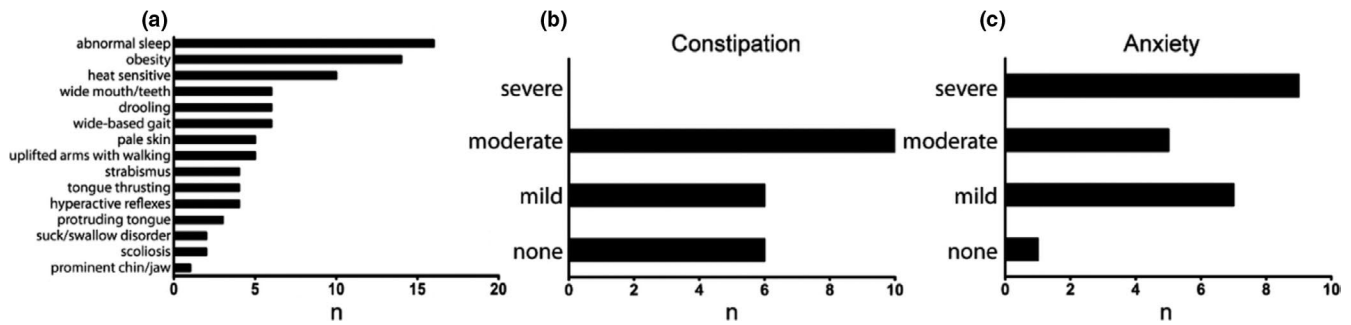 (a)
abnormal sleep
obesity
heat sensitive
wide mouth/teeth
drooling
wide-based gait
pale skin
uplifted arms with walking
strabismus
tongue thrusting
hyperactive reflexes
protruding tongue
suck/swallow disorder
scoliosis
prominent chin/jaw
0 5 10 15 20
n
(b)
Constipation
severe
moderate
mild
none
0 2 4 6 8 10
n
(c)
Anxiety
severe
moderate
mild
none
0 2 4 6 8 10
n